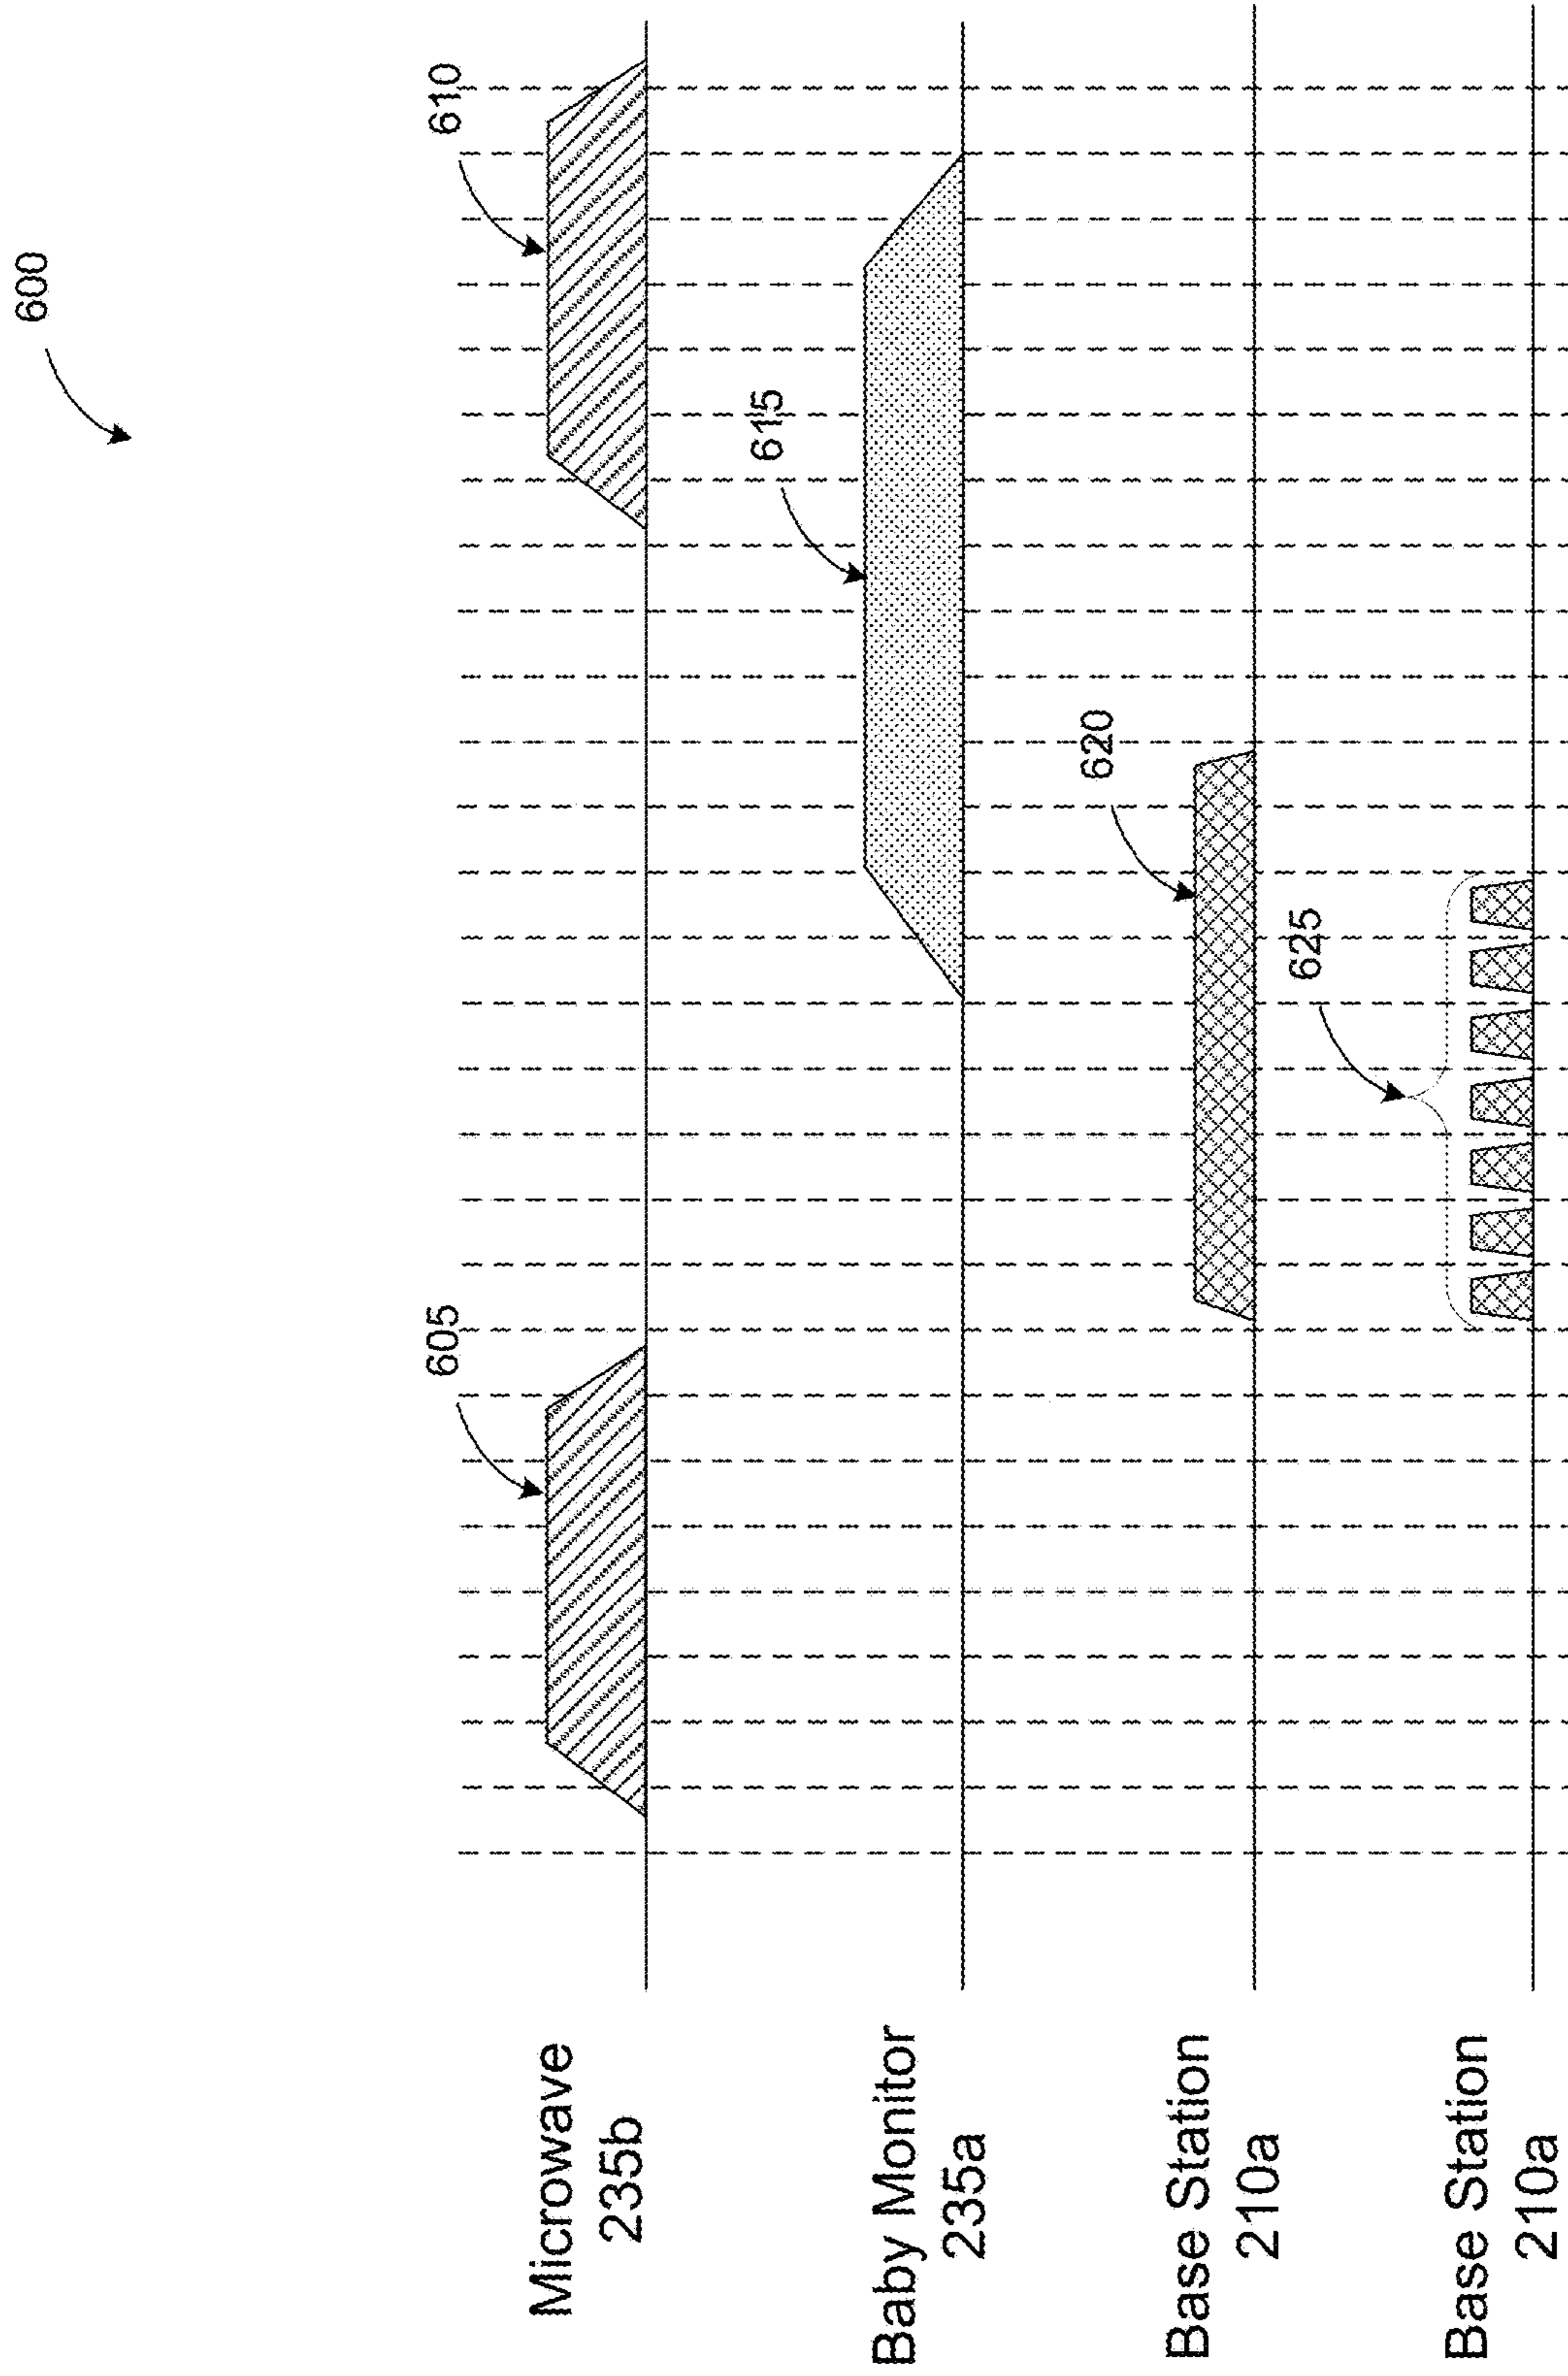 600
605
610
Microwave
235b
615
Baby Monitor
235a
620
Base Station
210a
625
Base Station
210a